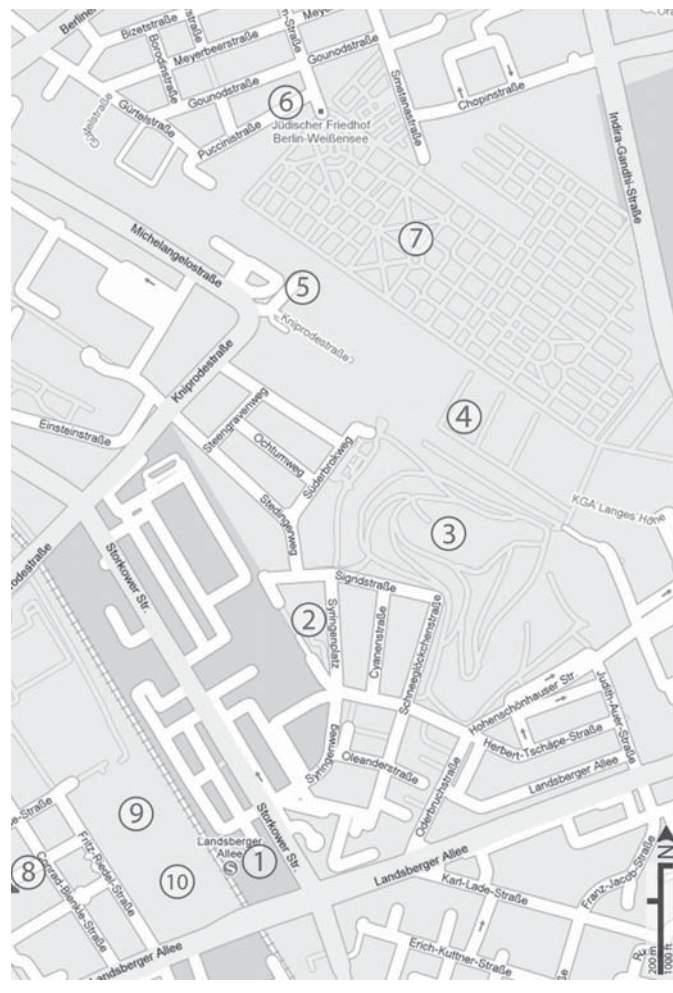 Berliner
Bizetstraße
Borodinstraße
Meyerbeerstraße
Meyer
Gounodstraße
Gounodstraße
Gürtelstraße
Puccinistraße
6
Jüdischer Friedhof
Berlin-Weißensee
Smetanastraße
Chopinstraße
Indira-Gandhi-Straße
7
Michelangelostraße
5
Kniprodestraße
Kniprodestraße
4
Einsteinstraße
Steengravenweg
Ochtumweg
Süderbrokweg
Stedingerweg
KGA 'Langes' Höhe
3
prodestraße
Storkower Str.
Sigridstraße
2
Syringenplatz
Cyanenstraße
Schneeglöckchenstraße
Hohenschönhauser Str.
Judith-Auer-Straße
Herbert-Tschäpe-Straße
Syringenweg
Oleanderstraße
Oderbruchstraße
Landsberger Allee
9
e-Straße
Fritz-Riedel-Straße
Storkower Str.
Landsberger
Allee
S
1
8
10
Conrad-Blenkle-Straße
Landsberger Allee
Karl-Lade-Straße
Franz-Jacob-Straße
N
Landsberger Allee
Erich-Kuttner-Straße
200 m
1000 ft